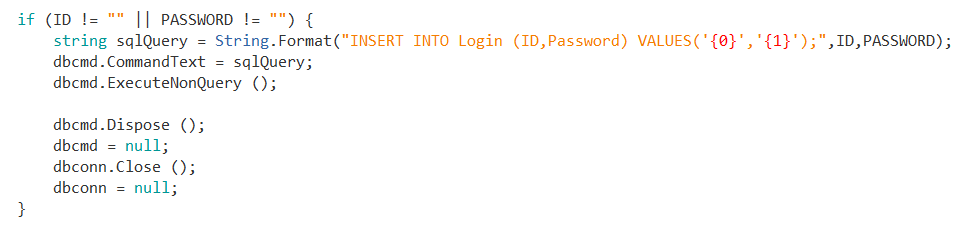 if (ID != "" || PASSWORD != "") {
    string sqlQuery = String.Format("INSERT INTO Login (ID,Password) VALUES('{0}','{1}');",ID,PASSWORD);
    dbcmd.CommandText = sqlQuery;
    dbcmd.ExecuteNonQuery ();

    dbcmd.Dispose ();
    dbcmd = null;
    dbconn.Close ();
    dbconn = null;
}